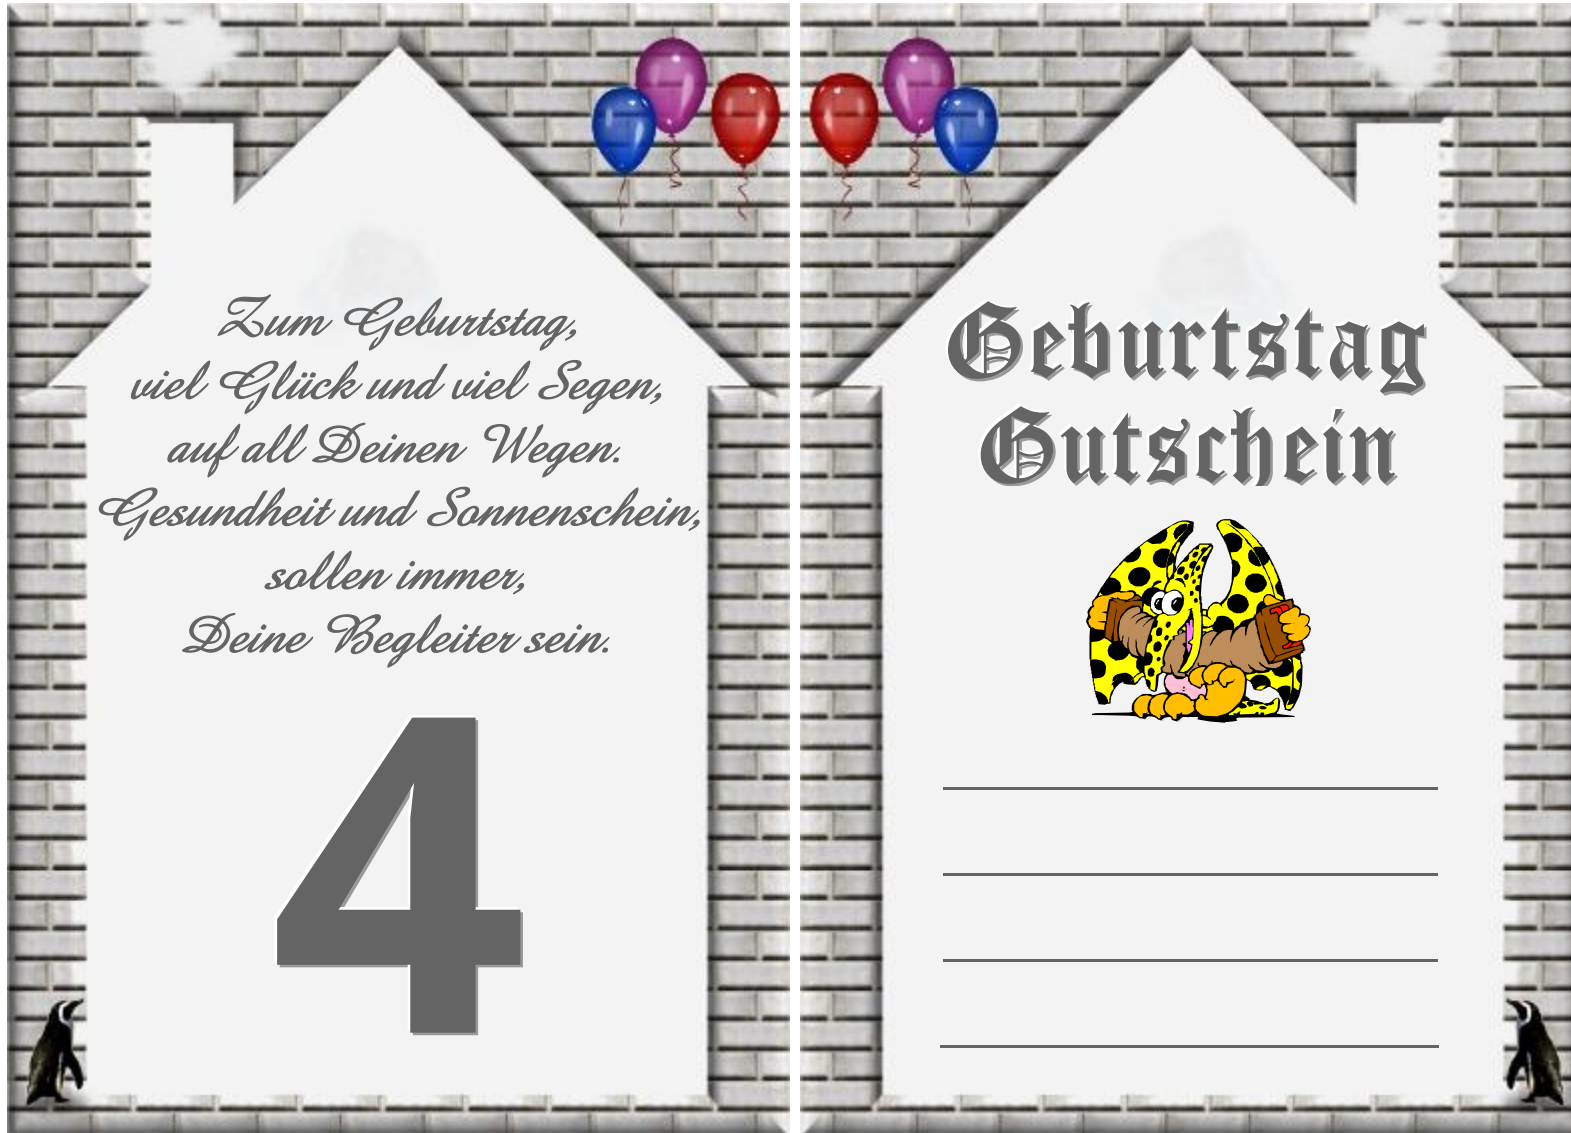 Zum Geburtstag,
viel Glück und viel Segen,
auf all Deinen Wegen.
Gesundheit und Sonnenschein,
sollen immer,
Deine Begleiter sein.
4
Geburtstag
Gutschein